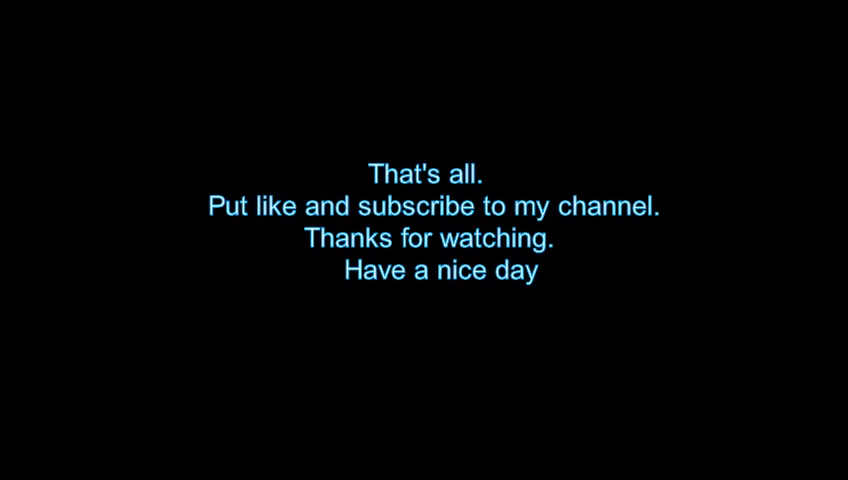 That's all.
Put like and subscribe to my channel.
Thanks for watching.
Have a nice day